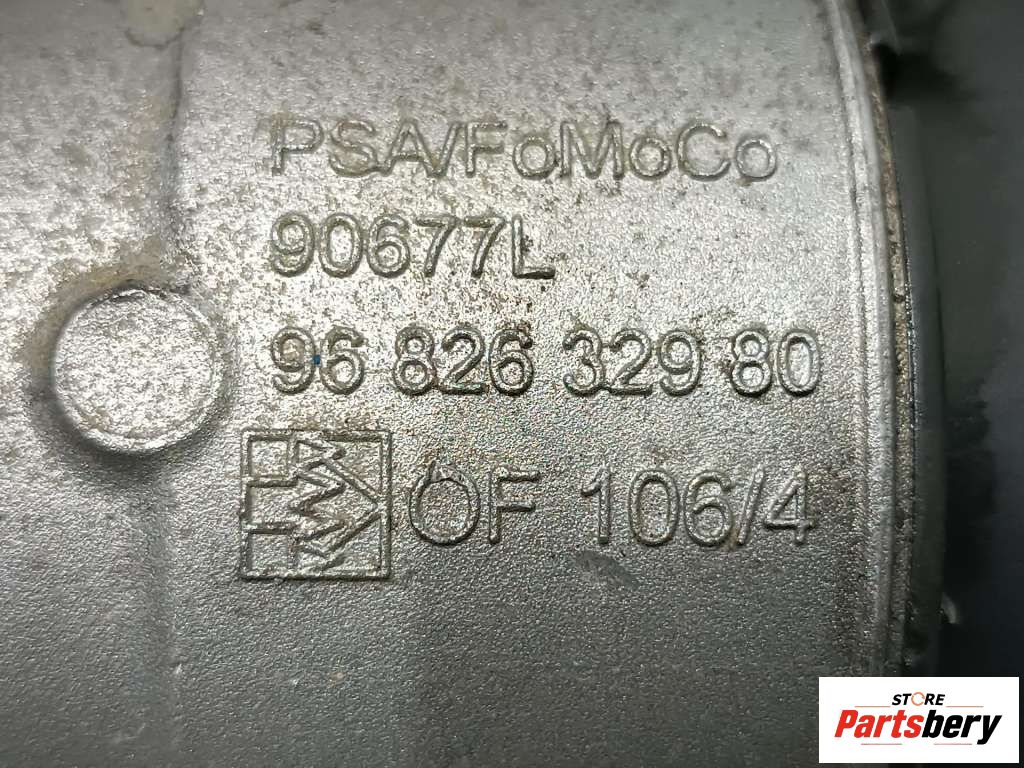 PSA/FoMoCo
90677L
96 826 329 80
OF 106/4
STORE
Partsbery